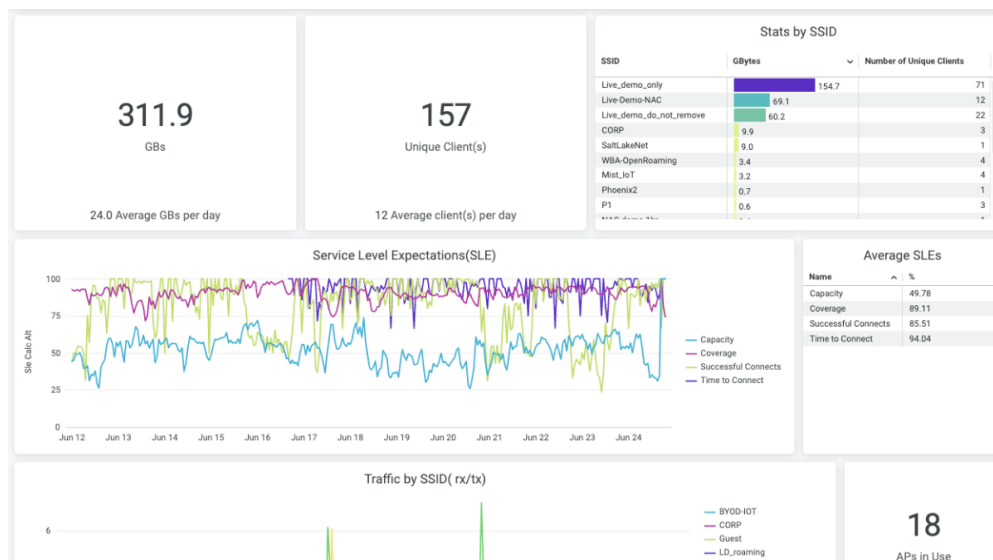 311.9
GBs
24.0 Average GBs per day
157
Unique Client(s)
12 Average client(s) per day
Stats by SSID
SSID GBytes Number of Unique Clients
Live_demo_only 154.7 71
Live-Demo-NAC 69.1 12
Live_demo_do_not_remove 60.2 22
CORP 9.9 3
SaltLakeNet 9.0 1
WBA-OpenRoaming 3.4 4
Mist_IoT 3.2 4
Phoenix2 0.7 1
P1 0.6 3
Service Level Expectations(SLE)
Sle Calc Alt
100
75
50
25
0
Jun 12 Jun 13 Jun 14 Jun 15 Jun 16 Jun 17 Jun 18 Jun 19 Jun 20 Jun 21 Jun 22 Jun 23 Jun 24
Capacity
Coverage
Successful Connects
Time to Connect
Average SLEs
Name %
Capacity 49.78
Coverage 89.11
Successful Connects 85.51
Time to Connect 94.04
Traffic by SSID( rx/tx)
6
BYOD-IOT
CORP
Guest
LD_roaming
18
APs in Use